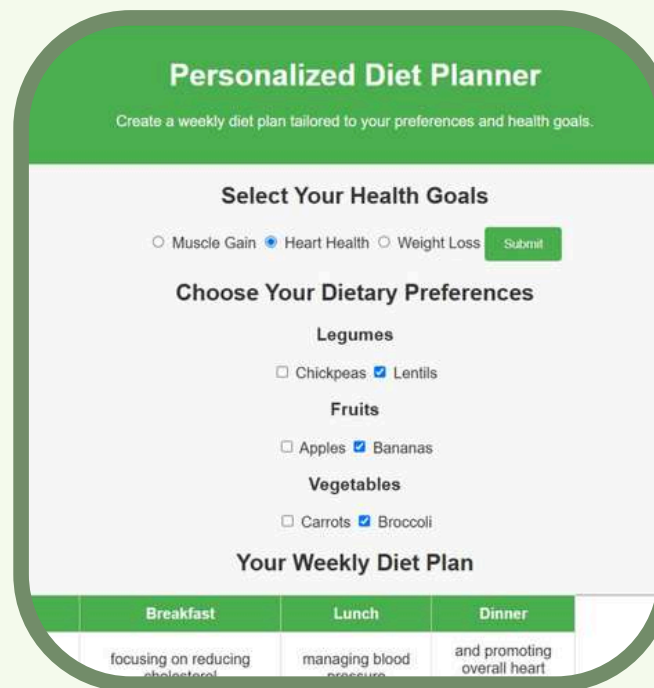 Personalized Diet Planner
Create a weekly diet plan tailored to your preferences and health goals.
Select Your Health Goals
Muscle Gain Heart Health Weight Loss Submit
Choose Your Dietary Preferences
Legumes
Chickpeas Lentils
Fruits
Apples Bananas
Vegetables
Carrots Broccoli
Your Weekly Diet Plan
Breakfast Lunch Dinner
focusing on reducing managing blood and promoting
cholesterol pressure overall heart